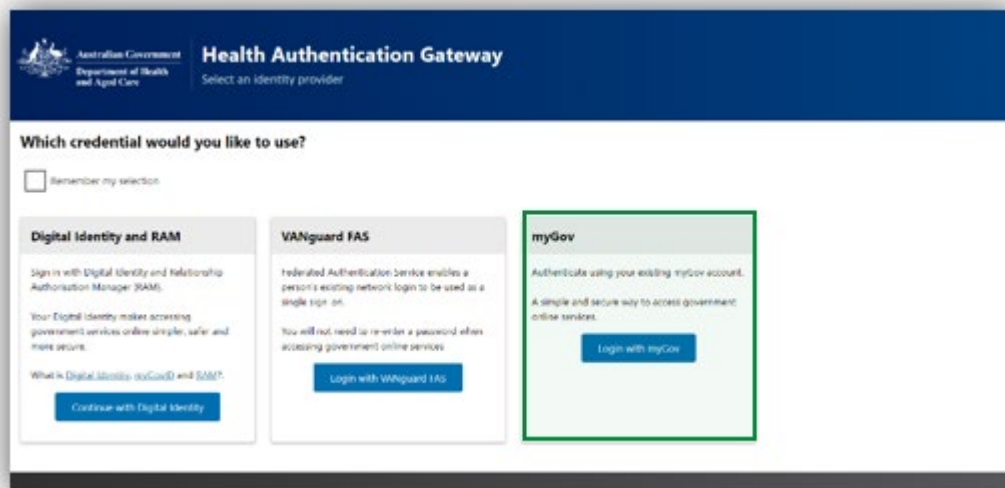 Australian Government
Department of Health
and Aged Care
Health Authentication Gateway
Select an identity provider
Which credential would you like to use?
Remember my selection
Digital Identity and RAM
Sign in with Digital Identity and Relationship
Authorisation Manager (RAM).
Your Digital Identity makes accessing
government services online simpler, safer and
more secure.
What is Digital Identity, myGovID and RAM?.
Continue with Digital Identity
VANguard FAS
Federated Authentication Service enables a
person's existing network login to be used as a
single sign on.
You will not need to re-enter a password when
accessing government online services
Login with VANguard FAS
myGov
Authenticate using your existing myGov account.
A simple and secure way to access government
online services.
Login with myGov